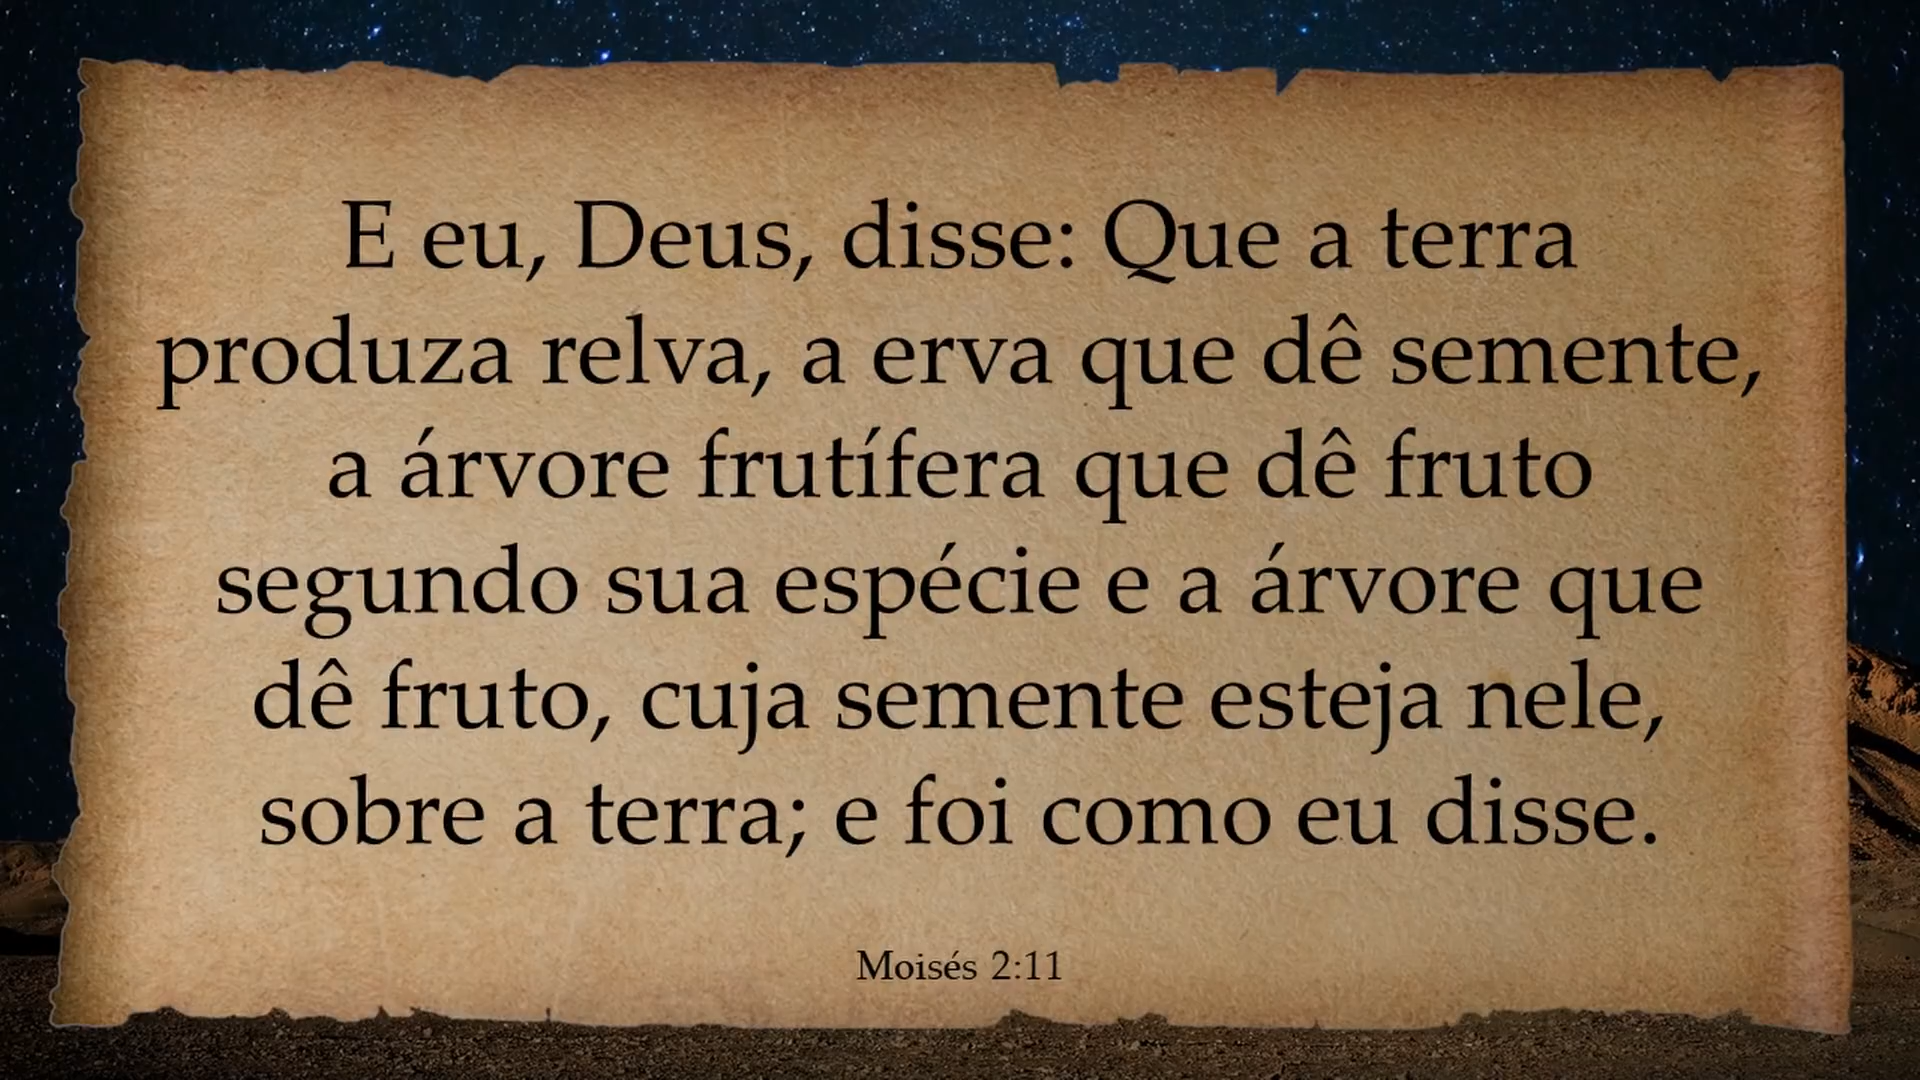 E eu, Deus, disse: Que a terra
produza relva, a erva que dê semente,
a árvore frutífera que dê fruto
segundo sua espécie e a árvore que
dê fruto, cuja semente esteja nele,
sobre a terra; e foi como eu disse.
Moisés 2:11